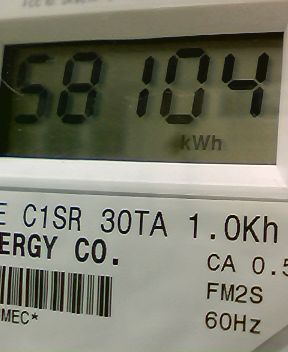 58104
kWh
E C1SR 30TA 1.0Kh
ERGY CO.
CA 0.5
FM2S
MEC*
60Hz